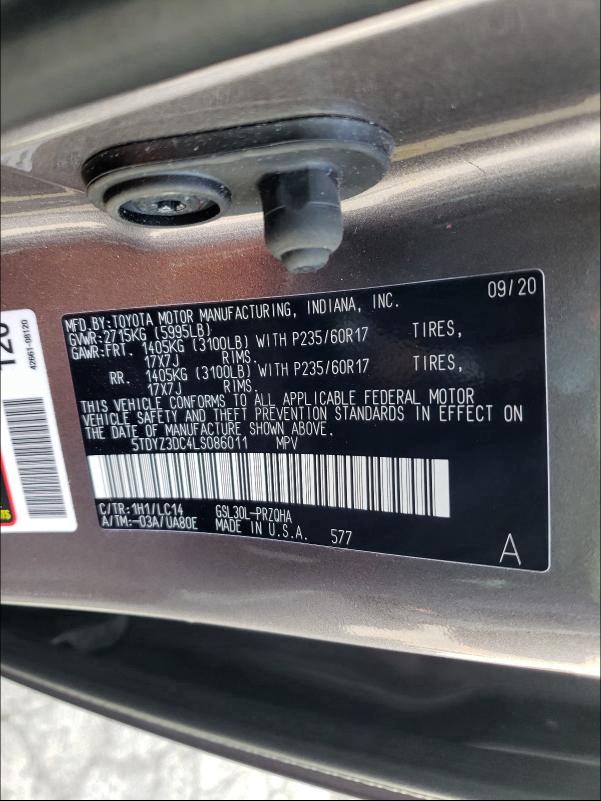 09/20
MFD.BY:TOYOTA MOTOR MANUFACTURING, INDIANA, INC.
GVWR:2715KG (5995LB)
GAWR:FRT. 1405KG (3100LB) WITH P235/60R17 TIRES,
17X7J RIMS.
RR. 1405KG (3100LB) WITH P235/60R17 TIRES,
17X7J RIMS.
THIS VEHICLE CONFORMS TO ALL APPLICABLE FEDERAL MOTOR
VEHICLE SAFETY AND THEFT PREVENTION STANDARDS IN EFFECT ON
THE DATE OF MANUFACTURE SHOWN ABOVE.
5TDYZ3DC4LS086011 MPV
C/TR:1H1/LC14 GSL30L-PRZQHA
A/TM:-03A/UA80E MADE IN U.S.A. 577
A
42661-08120